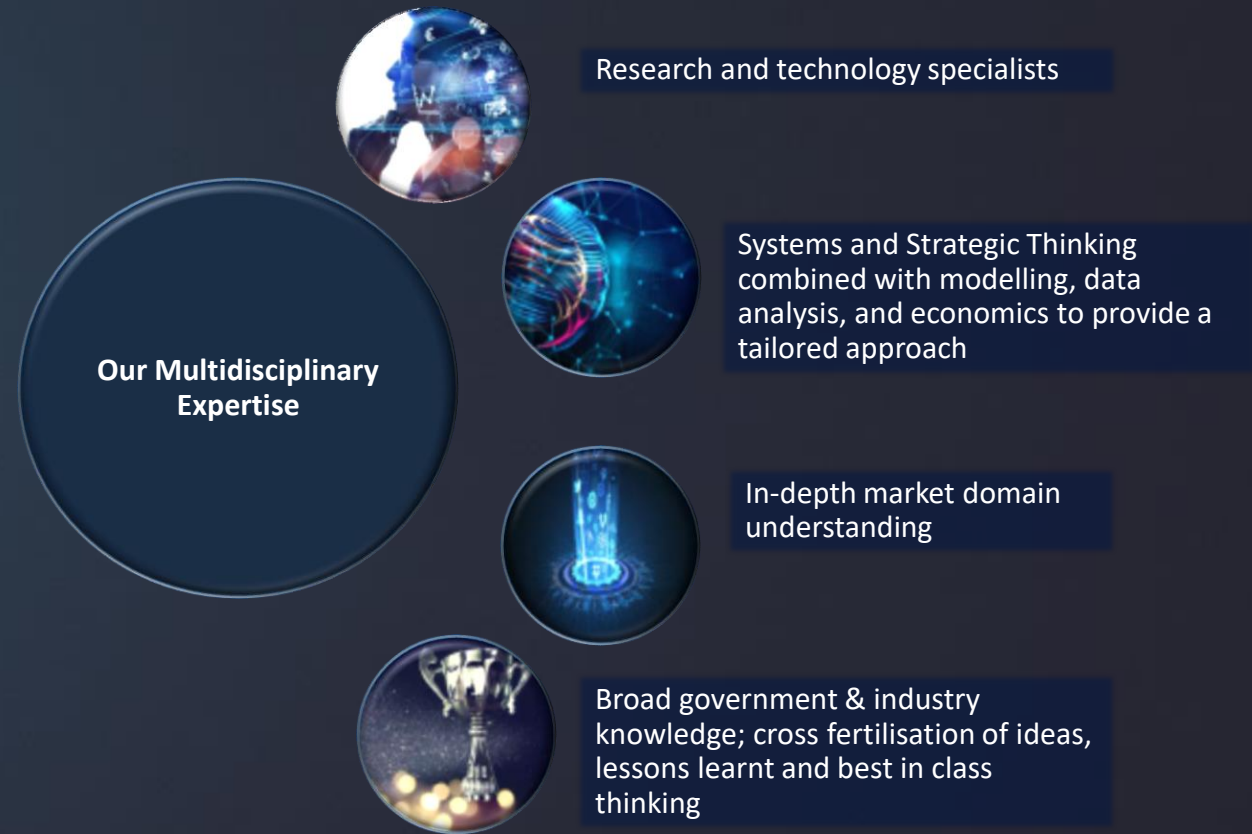 Research and technology specialists
Systems and Strategic Thinking
combined with modelling, data
analysis, and economics to provide a
tailored approach
Our Multidisciplinary
Expertise
In-depth market domain
understanding
Broad government & industry
knowledge; cross fertilisation of ideas,
lessons learnt and best in class
thinking